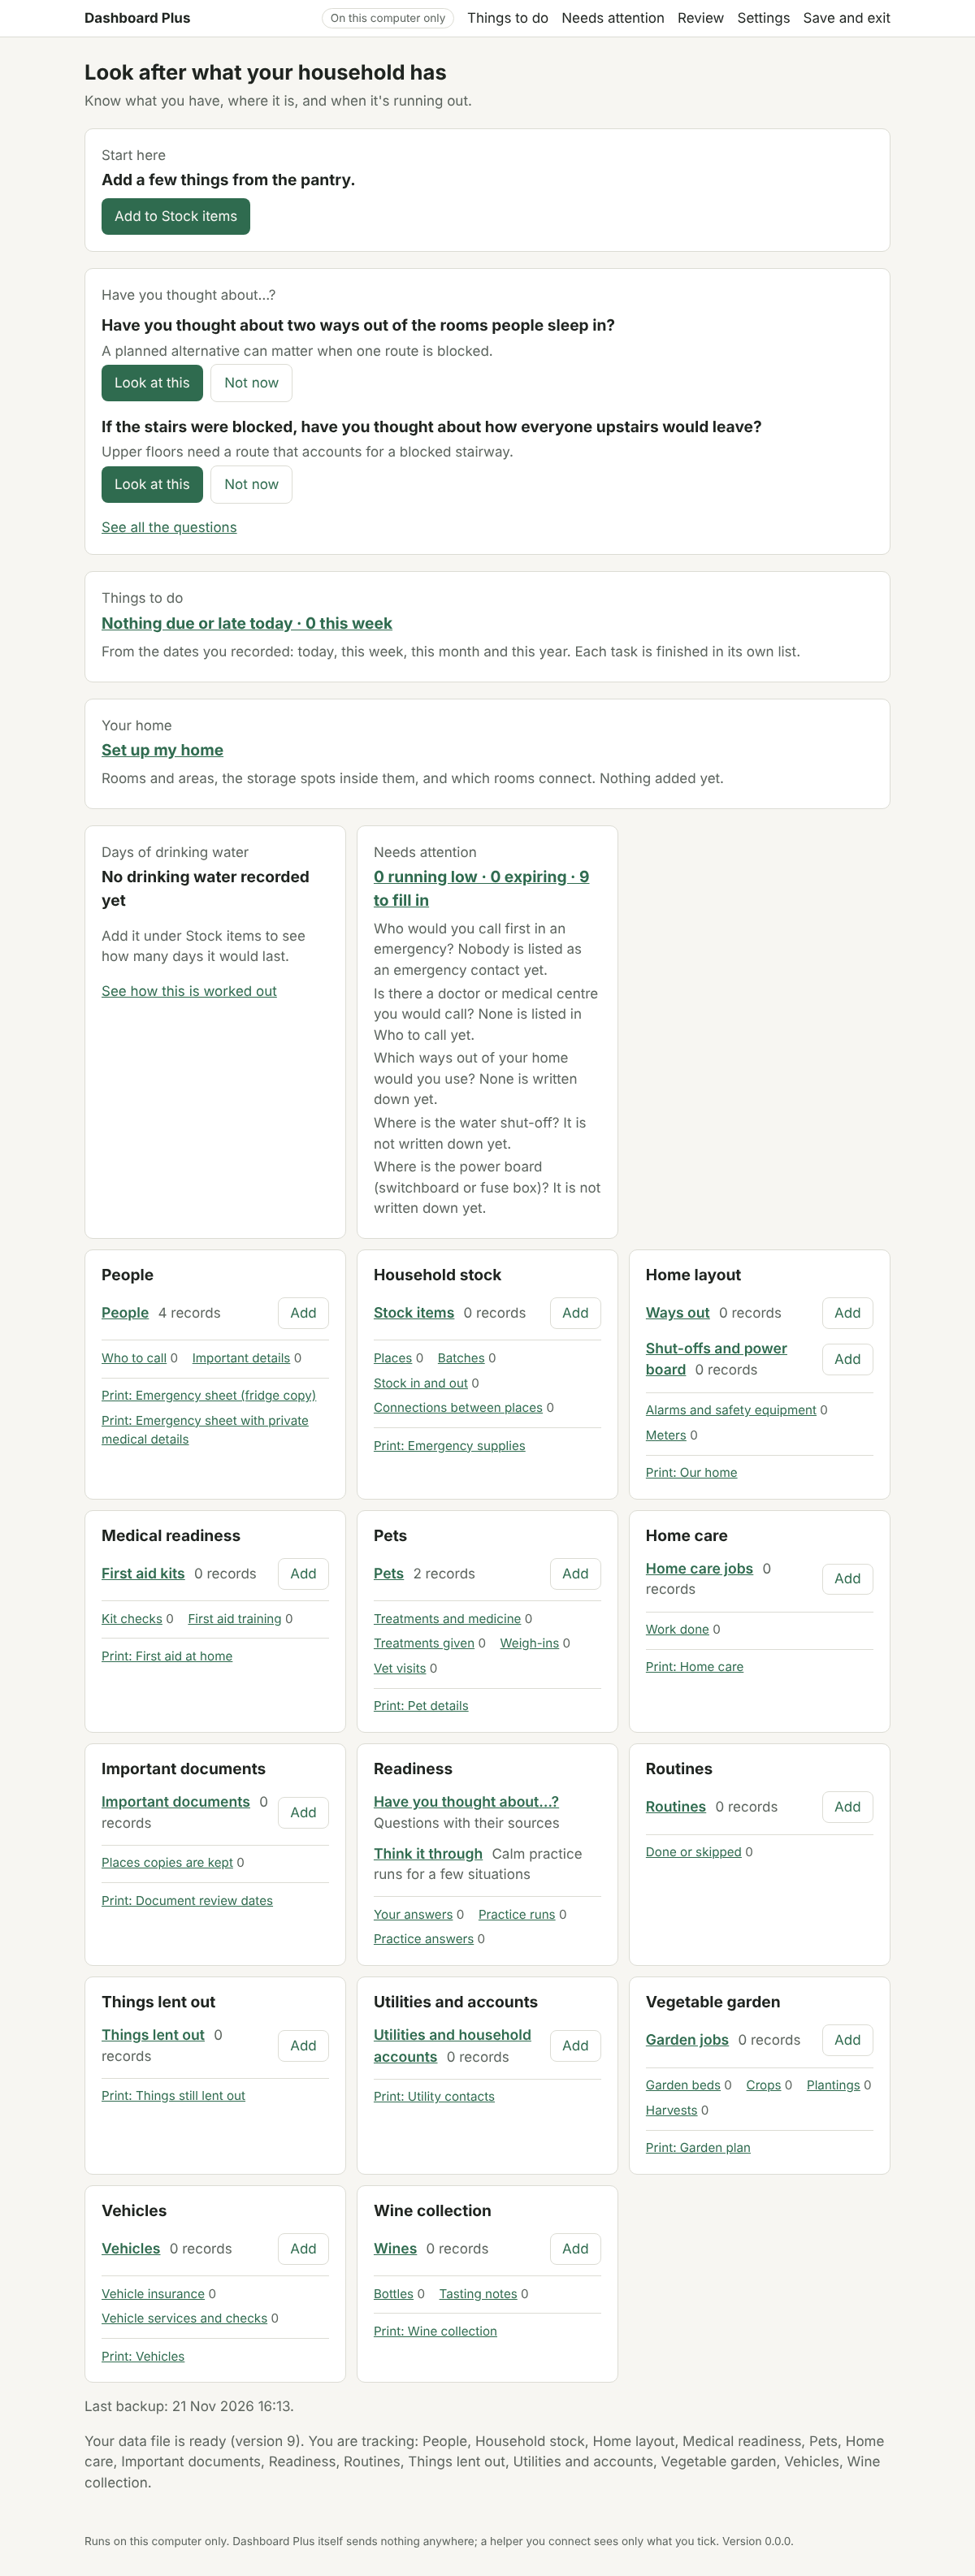 Dashboard Plus
On this computer only
Things to do
Needs attention
Review
Settings
Save and exit
Look after what your household has
Know what you have, where it is, and when it's running out.
Start here
Add a few things from the pantry.
Add to Stock items
Have you thought about…?
Have you thought about two ways out of the rooms people sleep in?
A planned alternative can matter when one route is blocked.
Look at this
Not now
If the stairs were blocked, have you thought about how everyone upstairs would leave?
Upper floors need a route that accounts for a blocked stairway.
Look at this
Not now
See all the questions
Things to do
Nothing due or late today · 0 this week
From the dates you recorded: today, this week, this month and this year. Each task is finished in its own list.
Your home
Set up my home
Rooms and areas, the storage spots inside them, and which rooms connect. Nothing added yet.
Days of drinking water
No drinking water recorded
yet
Add it under Stock items to see
how many days it would last.
See how this is worked out
Needs attention
0 running low · 0 expiring · 9
to fill in
Who would you call first in an
emergency? Nobody is listed as
an emergency contact yet.
Is there a doctor or medical centre
you would call? None is listed in
Who to call yet.
Which ways out of your home
would you use? None is written
down yet.
Where is the water shut-off? It is
not written down yet.
Where is the power board
(switchboard or fuse box)? It is not
written down yet.
People
People 4 records
Add
Who to call 0 Important details 0
Print: Emergency sheet (fridge copy)
Print: Emergency sheet with private
medical details
Household stock
Stock items 0 records
Add
Places 0 Batches 0
Stock in and out 0
Connections between places 0
Print: Emergency supplies
Home layout
Ways out 0 records
Add
Shut-offs and power
board 0 records
Add
Alarms and safety equipment 0
Meters 0
Print: Our home
Medical readiness
First aid kits 0 records
Add
Kit checks 0 First aid training 0
Print: First aid at home
Pets
Pets 2 records
Add
Treatments and medicine 0
Treatments given 0 Weigh-ins 0
Vet visits 0
Print: Pet details
Home care
Home care jobs 0
records
Add
Work done 0
Print: Home care
Important documents
Important documents 0
records
Add
Places copies are kept 0
Print: Document review dates
Readiness
Have you thought about…?
Questions with their sources
Think it through Calm practice
runs for a few situations
Your answers 0 Practice runs 0
Practice answers 0
Routines
Routines 0 records
Add
Done or skipped 0
Things lent out
Things lent out 0
records
Add
Print: Things still lent out
Utilities and accounts
Utilities and household
accounts 0 records
Add
Print: Utility contacts
Vegetable garden
Garden jobs 0 records
Add
Garden beds 0 Crops 0 Plantings 0
Harvests 0
Print: Garden plan
Vehicles
Vehicles 0 records
Add
Vehicle insurance 0
Vehicle services and checks 0
Print: Vehicles
Wine collection
Wines 0 records
Add
Bottles 0 Tasting notes 0
Print: Wine collection
Last backup: 21 Nov 2026 16:13.
Your data file is ready (version 9). You are tracking: People, Household stock, Home layout, Medical readiness, Pets, Home
care, Important documents, Readiness, Routines, Things lent out, Utilities and accounts, Vegetable garden, Vehicles, Wine
collection.
Runs on this computer only. Dashboard Plus itself sends nothing anywhere; a helper you connect sees only what you tick. Version 0.0.0.